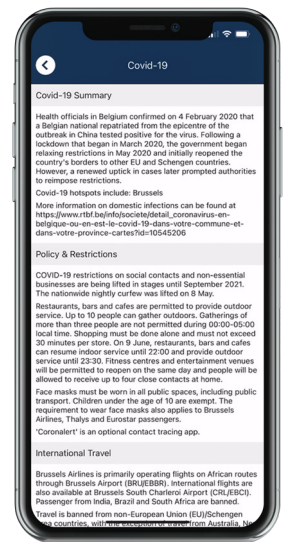 Covid-19
Covid-19 Summary
Health officials in Belgium confirmed on 4 February 2020 that
a Belgian national repatriated from the epicentre of the
outbreak in China tested positive for the virus. Following a
lockdown that began in March 2020, the government began
relaxing restrictions in May 2020 and initially reopened the
country's borders to other EU and Schengen countries.
However, a renewed uptick in cases later prompted authorities
to reimpose restrictions.
Covid-19 hotspots include: Brussels
More information on domestic infections can be found at
https://www.rtbf.be/info/societe/detail_coronavirus-en-
belgique-ou-en-est-le-covid-19-dans-votre-commune-et-
dans-votre-province-cartes?id=10545206
Policy & Restrictions
COVID-19 restrictions on social contacts and non-essential
businesses are being lifted in stages until September 2021.
The nationwide nightly curfew was lifted on 8 May.
Restaurants, bars and cafes are permitted to provide outdoor
service. Up to 10 people can gather outdoors. Gatherings of
more than three people are not permitted during 00:00-05:00
local time. Shopping must be done alone and must not exceed
30 minutes per store. On 9 June, restaurants, bars and cafes
can resume indoor service until 22:00 and provide outdoor
service until 23:30. Fitness centres and entertainment venues
will be permitted to reopen on the same day and people will be
allowed to receive up to four close contacts at home.
Face masks must be worn in all public spaces, including public
transport. Children under the age of 10 are exempt. The
requirement to wear face masks also applies to Brussels
Airlines, Thalys and Eurostar passengers.
'Coronalert' is an optional contact tracing app.
International Travel
Brussels Airlines is primarily operating flights on African routes
through Brussels Airport (BRU/EBBR). International flights are
also available at Brussels South Charleroi Airport (CRL/EBCI).
Passenger from India, Brazil and South Africa are banned.
Travel is banned from non-European Union (EU)/Schengen
area countries, with the exception of travel from Australia,